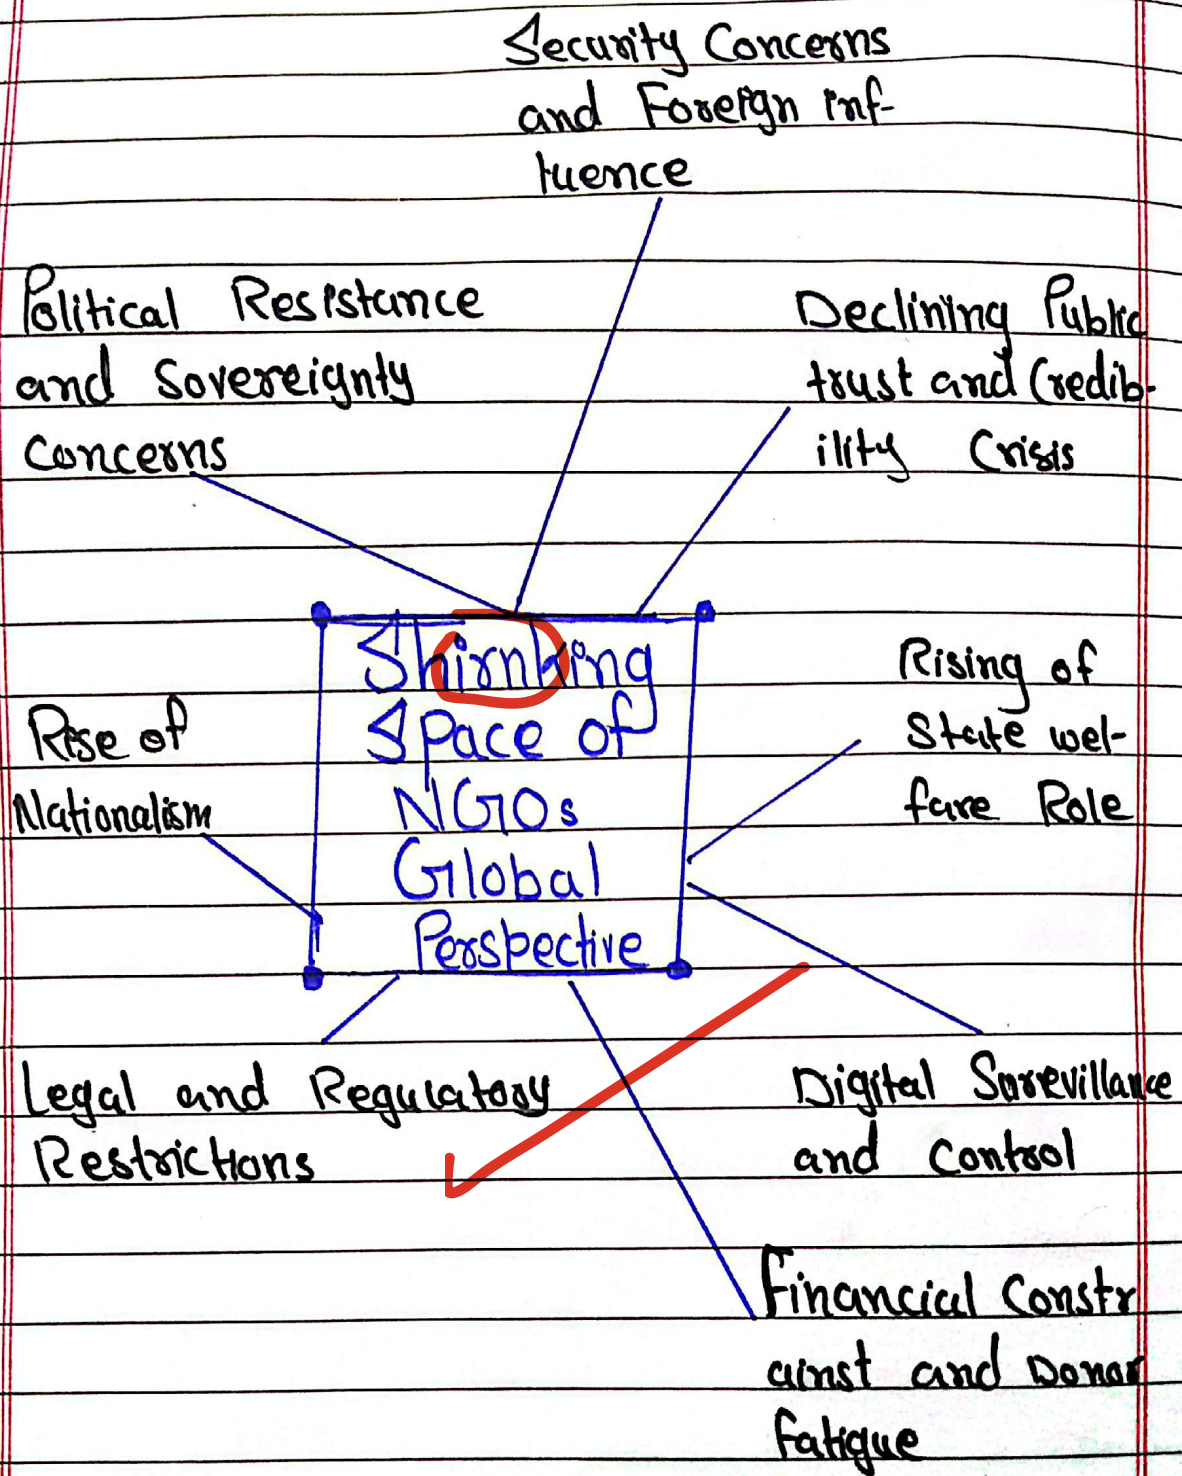 Security Concerns
and Foreign inf-
luence
Political Resistance
and Sovereignty
Concerns
Declining Public
trust and Credib-
ility Crisis
Shirnking
Space of
NGOs
Global
Perspective
Rise of
Nationalism
Rising of
State wel-
fare Role
Legal and Regulatory
Restrictions
Digital Surevillance
and Control
Financial Constr
ainst and Donor
fatigue